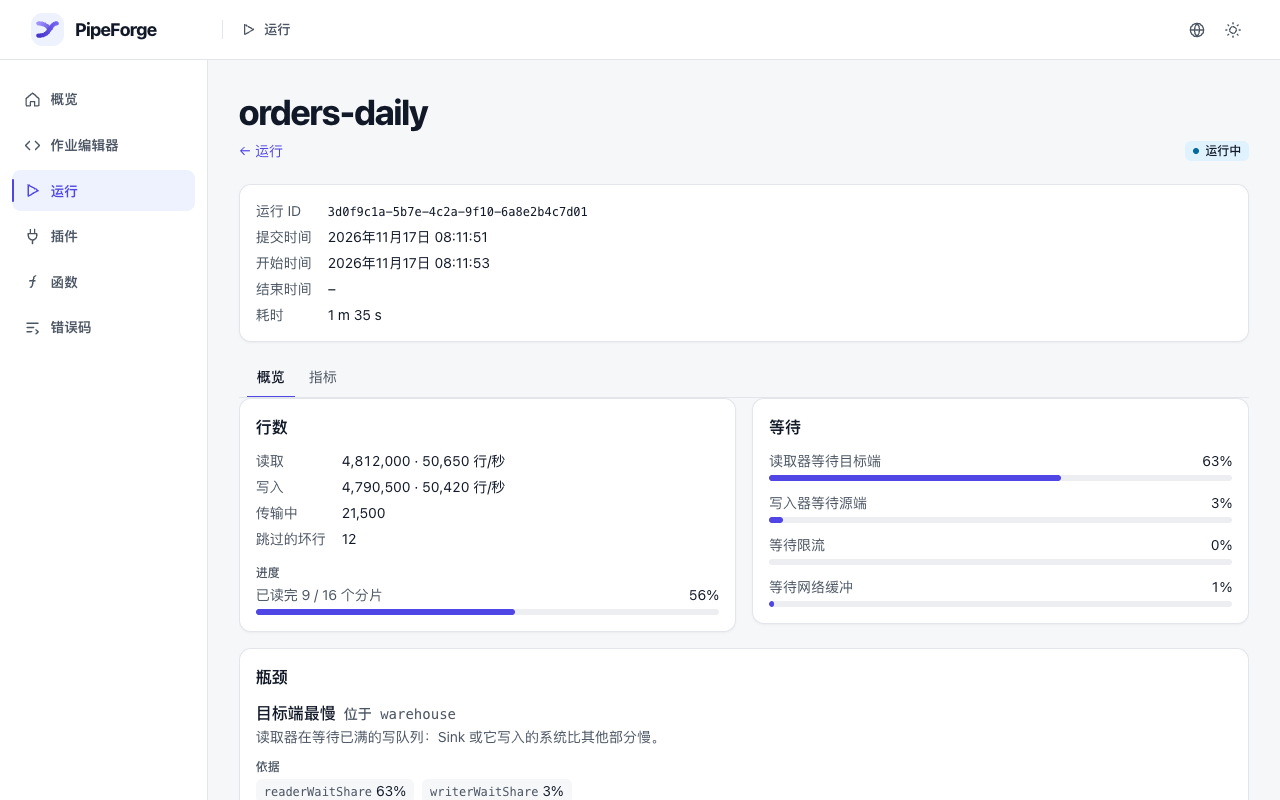 PipeForge
运行
概览
作业编辑器
运行
插件
函数
错误码
orders-daily
← 运行
运行中
运行 ID 3d0f9c1a-5b7e-4c2a-9f10-6a8e2b4c7d01
提交时间 2026年11月17日 08:11:51
开始时间 2026年11月17日 08:11:53
结束时间 –
耗时 1 m 35 s
概览 指标
行数
读取 4,812,000 · 50,650 行/秒
写入 4,790,500 · 50,420 行/秒
传输中 21,500
跳过的坏行 12
进度
已读完 9 / 16 个分片 56%
等待
读取器等待目标端 63%
写入器等待源端 3%
等待限流 0%
等待网络缓冲 1%
瓶颈
目标端最慢 位于 warehouse
读取器在等待已满的写队列：Sink 或它写入的系统比其他部分慢。
依据
readerWaitShare 63% writerWaitShare 3%